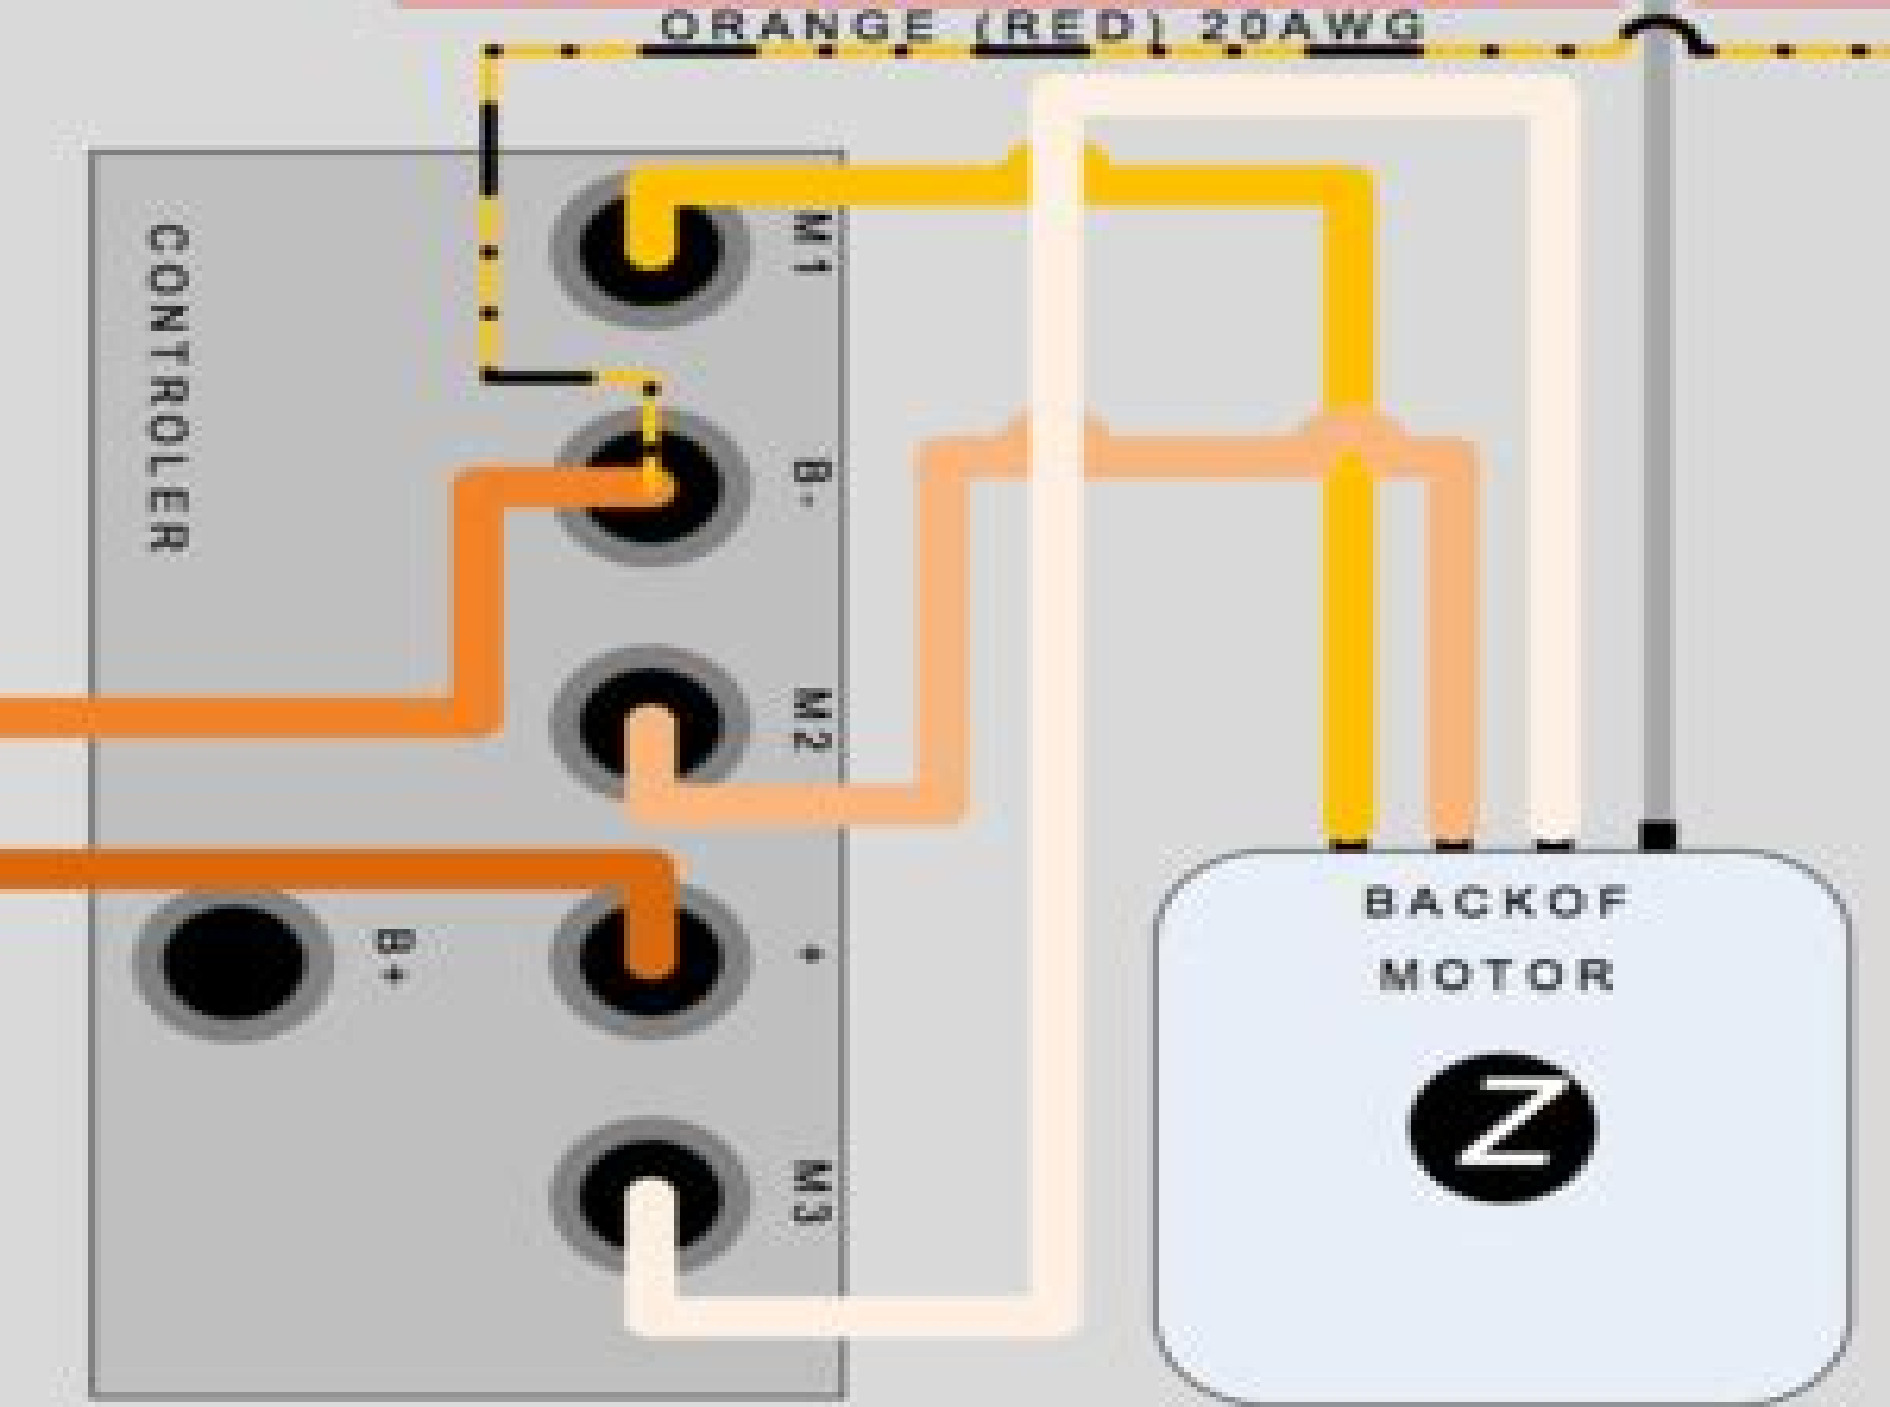 ORANGE (RED) 20AWG
CONTROLER
M1
B-
M2
B+
+
M3
BACKOF
MOTOR
Z